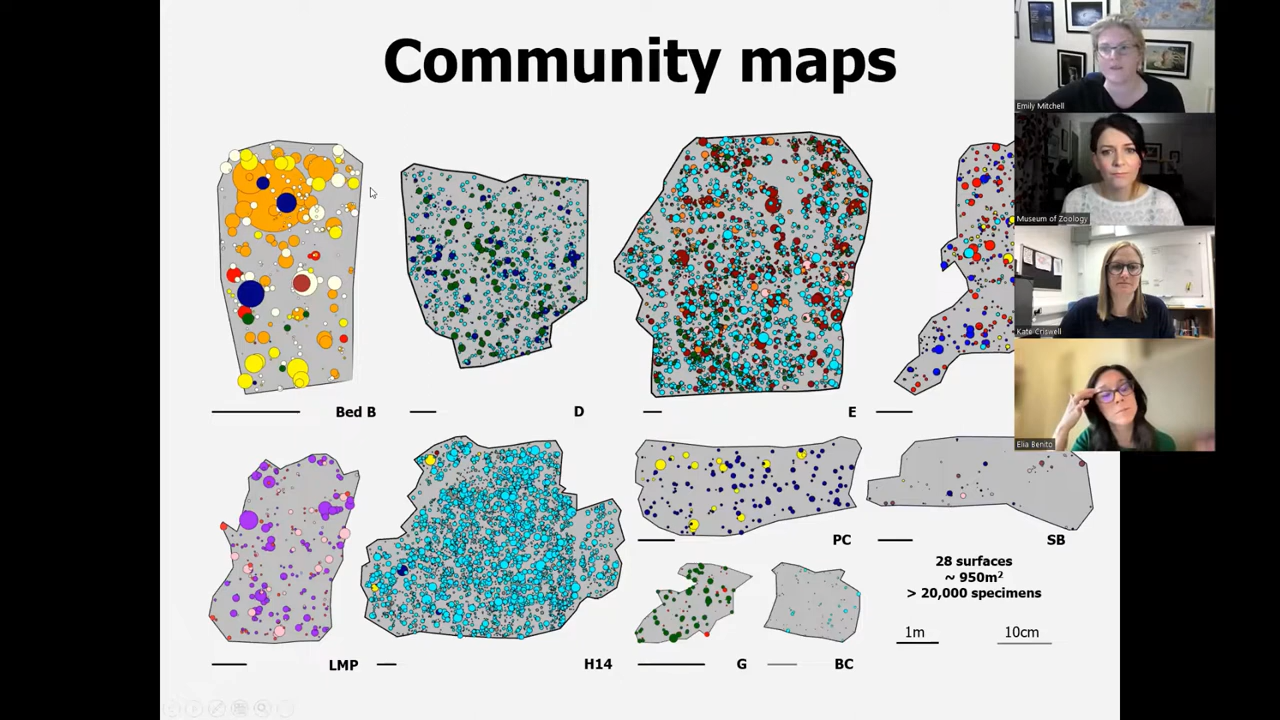 Community maps
Emily Mitchell
Museum of Zoology
Kate Criswell
Elia Benito
Bed B
D
E
PC
SB
28 surfaces
~ 950m²
> 20,000 specimens
1m
10cm
LMP
H14
G
BC